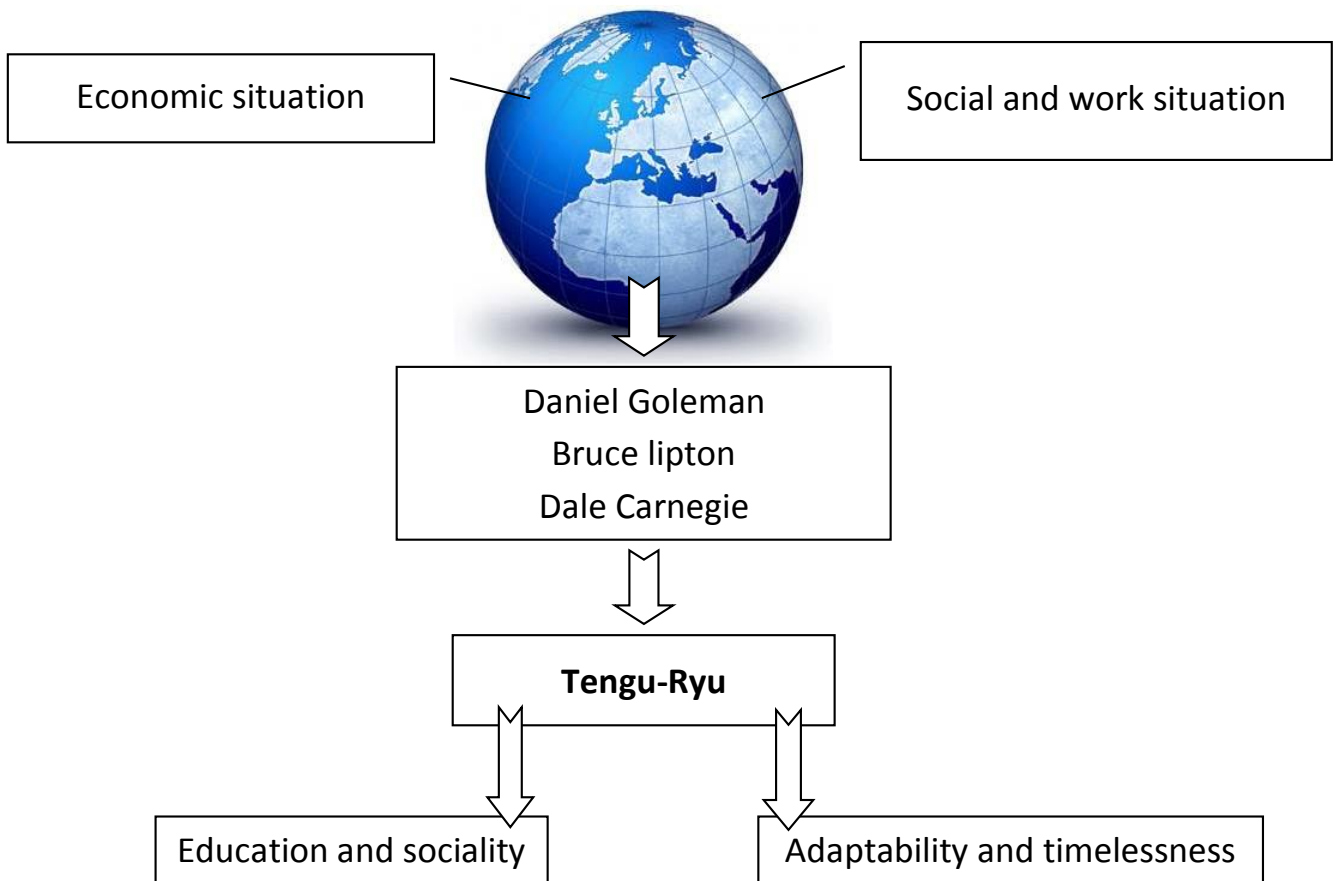 Economic situation
Social and work situation
Daniel Goleman
Bruce lipton
Dale Carnegie
Tengu-Ryu
Education and sociality
Adaptability and timelessness